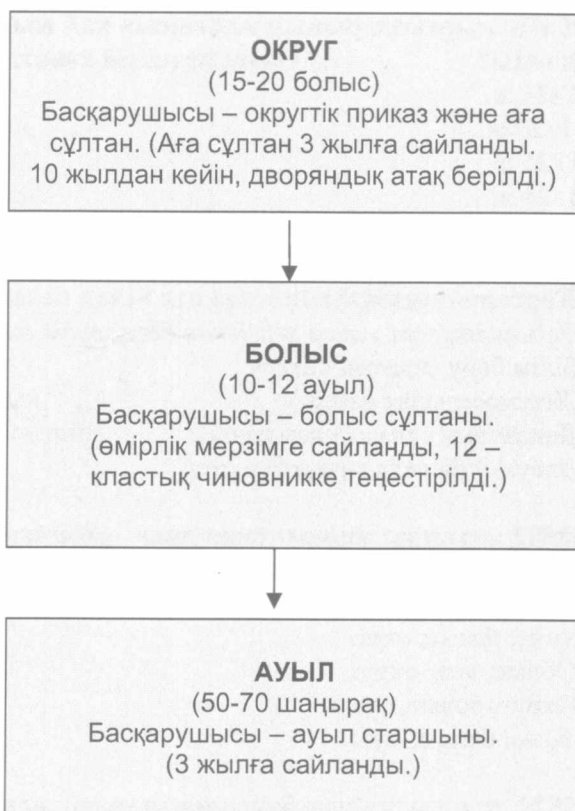 ОКРУГ
(15-20 болыс)
Басқарушысы – округтік приказ және аға
сұлтан. (Аға сұлтан 3 жылға сайланды.
10 жылдан кейін, дворяндық атақ берілді.)
БОЛЫС
(10-12 ауыл)
Басқарушысы – болыс сұлтаны
(өмірлік мерзімге сайланды, 12 –
кластық чиновникке теңестірілді.)
АУЫЛ
(50-70 шаңырақ)
Басқарушысы – ауыл старшыны.
(3 жылға сайланды.)